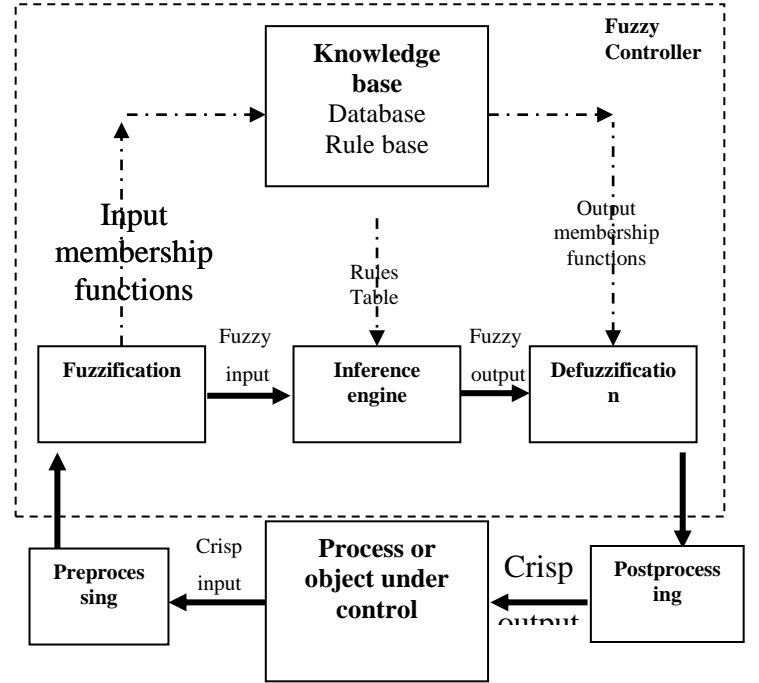 Fuzzy
Controller
Knowledge
base
Database
Rule base
Input
membership
functions
Rules
Table
Output
membership
functions
Fuzzification
Fuzzy
input
Inference
engine
Fuzzy
output
Defuzzificatio
n
Preproces
sing
Crisp
input
Process or
object under
control
Crisp
output
Postprocess
ing